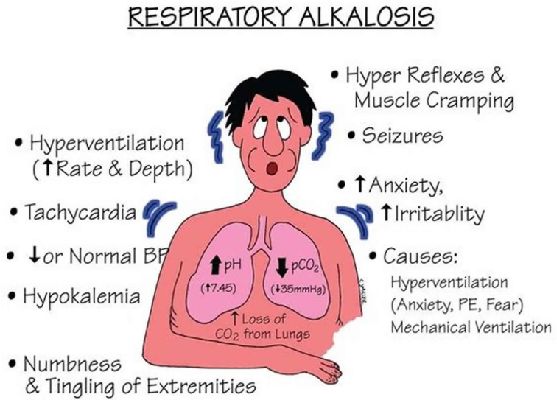 RESPIRATORY ALKALOSIS
• Hyperventilation
(↑Rate & Depth)
• Tachycardia
• ↓or Normal BP
• Hypokalemia
• Numbness
& Tingling of Extremities
• Hyper Reflexes &
Muscle Cramping
• Seizures
• ↑Anxiety,
↑Irritablity
• Causes:
Hyperventilation
(Anxiety, PE, Fear)
Mechanical Ventilation
↑pH
(↑7.45)
↓pCO₂
(↓35mmHg)
↑Loss of
CO₂ from Lungs